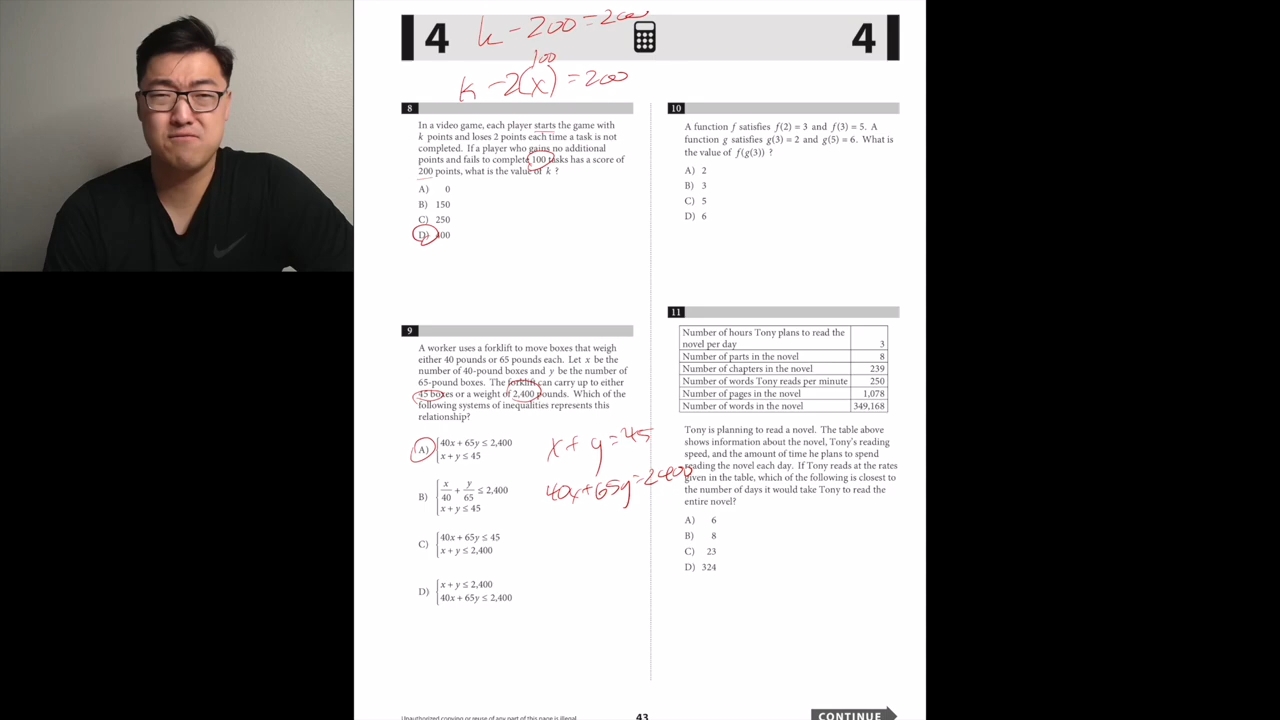 k - 200 = 200
4
4
100
k - 2(x) = 200
8
In a video game, each player starts the game with
k points and loses 2 points each time a task is not
completed. If a player who gains no additional
points and fails to complete 100 tasks has a score of
200 points, what is the value of k ?
A) 0
B) 150
C) 250
D) 400
9
A worker uses a forklift to move boxes that weigh
either 40 pounds or 65 pounds each. Let x be the
number of 40-pound boxes and y be the number of
65-pound boxes. The forklift can carry up to either
45 boxes or a weight of 2,400 pounds. Which of the
following systems of inequalities represents this
relationship?
A) 40x + 65y ≤ 2,400
x + y ≤ 45
x + y = 45
40x + 65y = 2400
B) x/40 + y/65 ≤ 2,400
x + y ≤ 45
C) 40x + 65y ≤ 45
x + y ≤ 2,400
D) x + y ≤ 2,400
40x + 65y ≤ 2,400
10
A function f satisfies f(2) = 3 and f(3) = 5. A
function g satisfies g(3) = 2 and g(5) = 6. What is
the value of f(g(3)) ?
A) 2
B) 3
C) 5
D) 6
11
Number of hours Tony plans to read the
novel per day 3
Number of parts in the novel 8
Number of chapters in the novel 239
Number of words Tony reads per minute 250
Number of pages in the novel 1,078
Number of words in the novel 349,168
Tony is planning to read a novel. The table above
shows information about the novel, Tony's reading
speed, and the amount of time he plans to spend
reading the novel each day. If Tony reads at the rates
given in the table, which of the following is closest to
the number of days it would take Tony to read the
entire novel?
A) 6
B) 8
C) 23
D) 324
Unauthorized copying or reuse of any part of this page is illegal.
43
CONTINUE